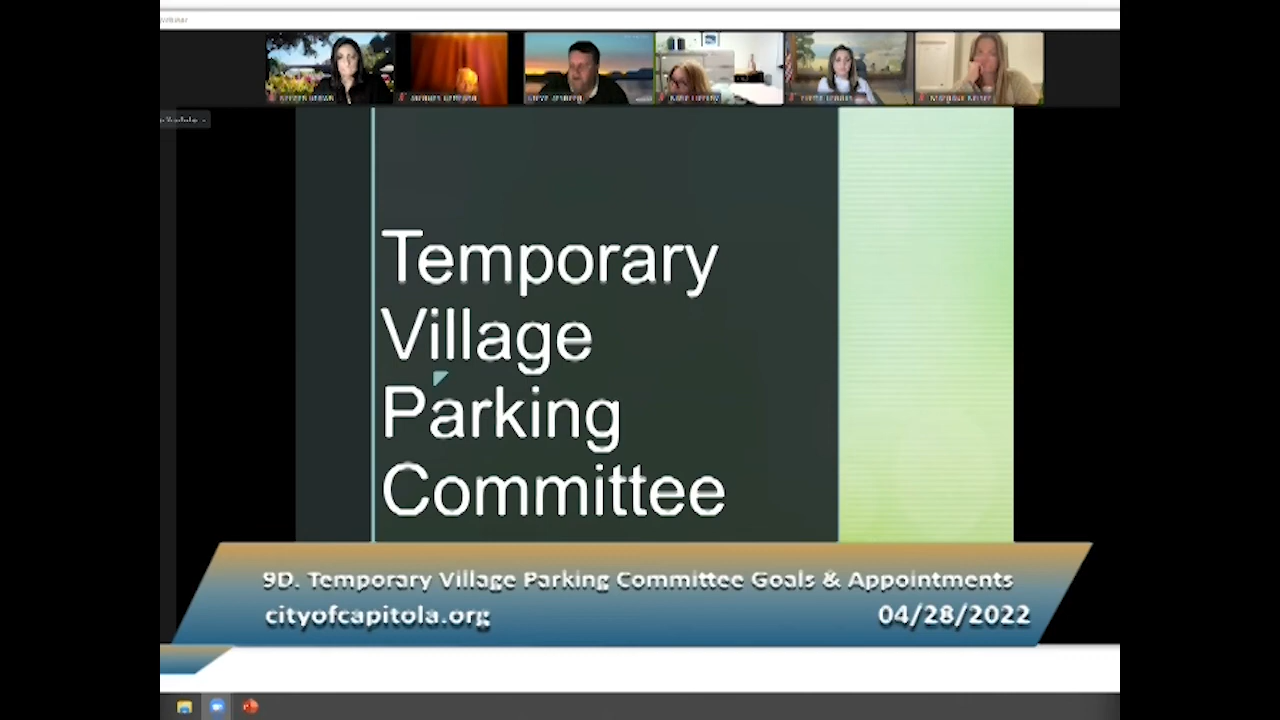 Temporary
Village
Parking
Committee
9D. Temporary Village Parking Committee Goals & Appointments
cityofcapitola.org
04/28/2022